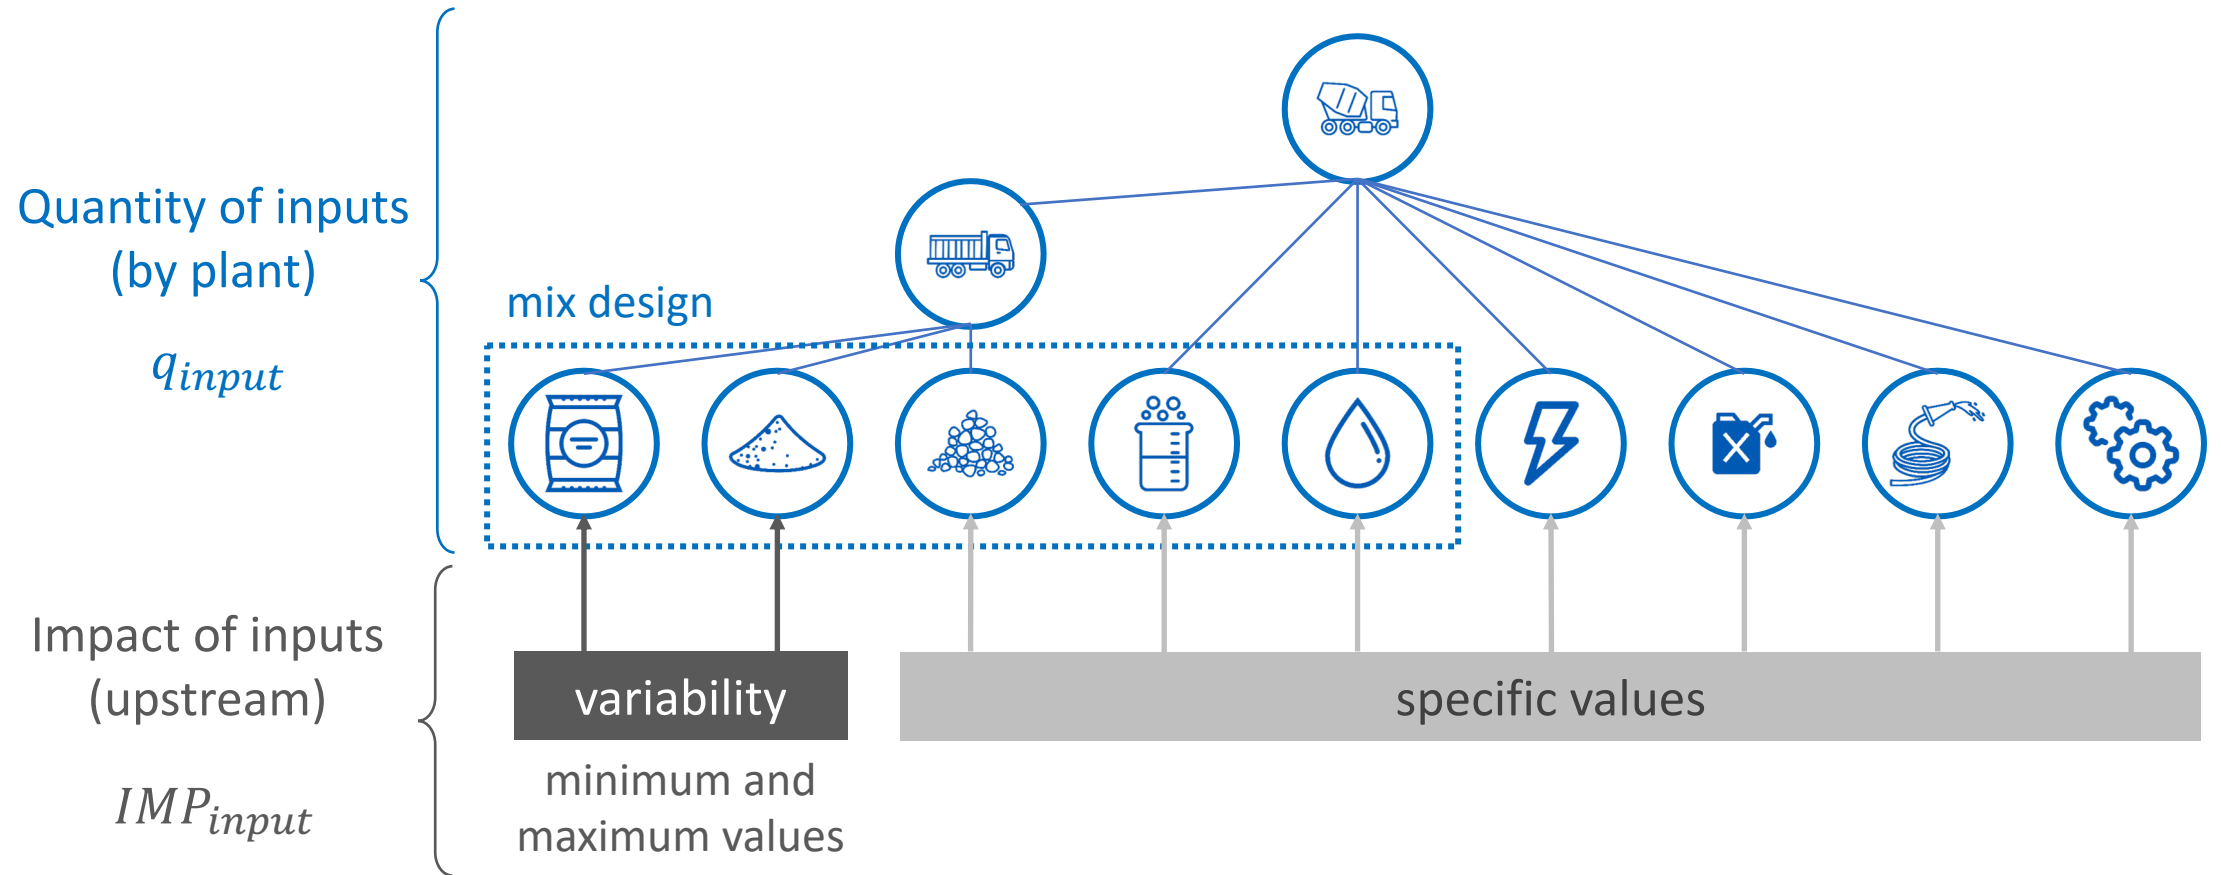 Quantity of inputs
(by plant)
q_input
mix design
Impact of inputs
(upstream)
IMP_input
variability
minimum and
maximum values
specific values